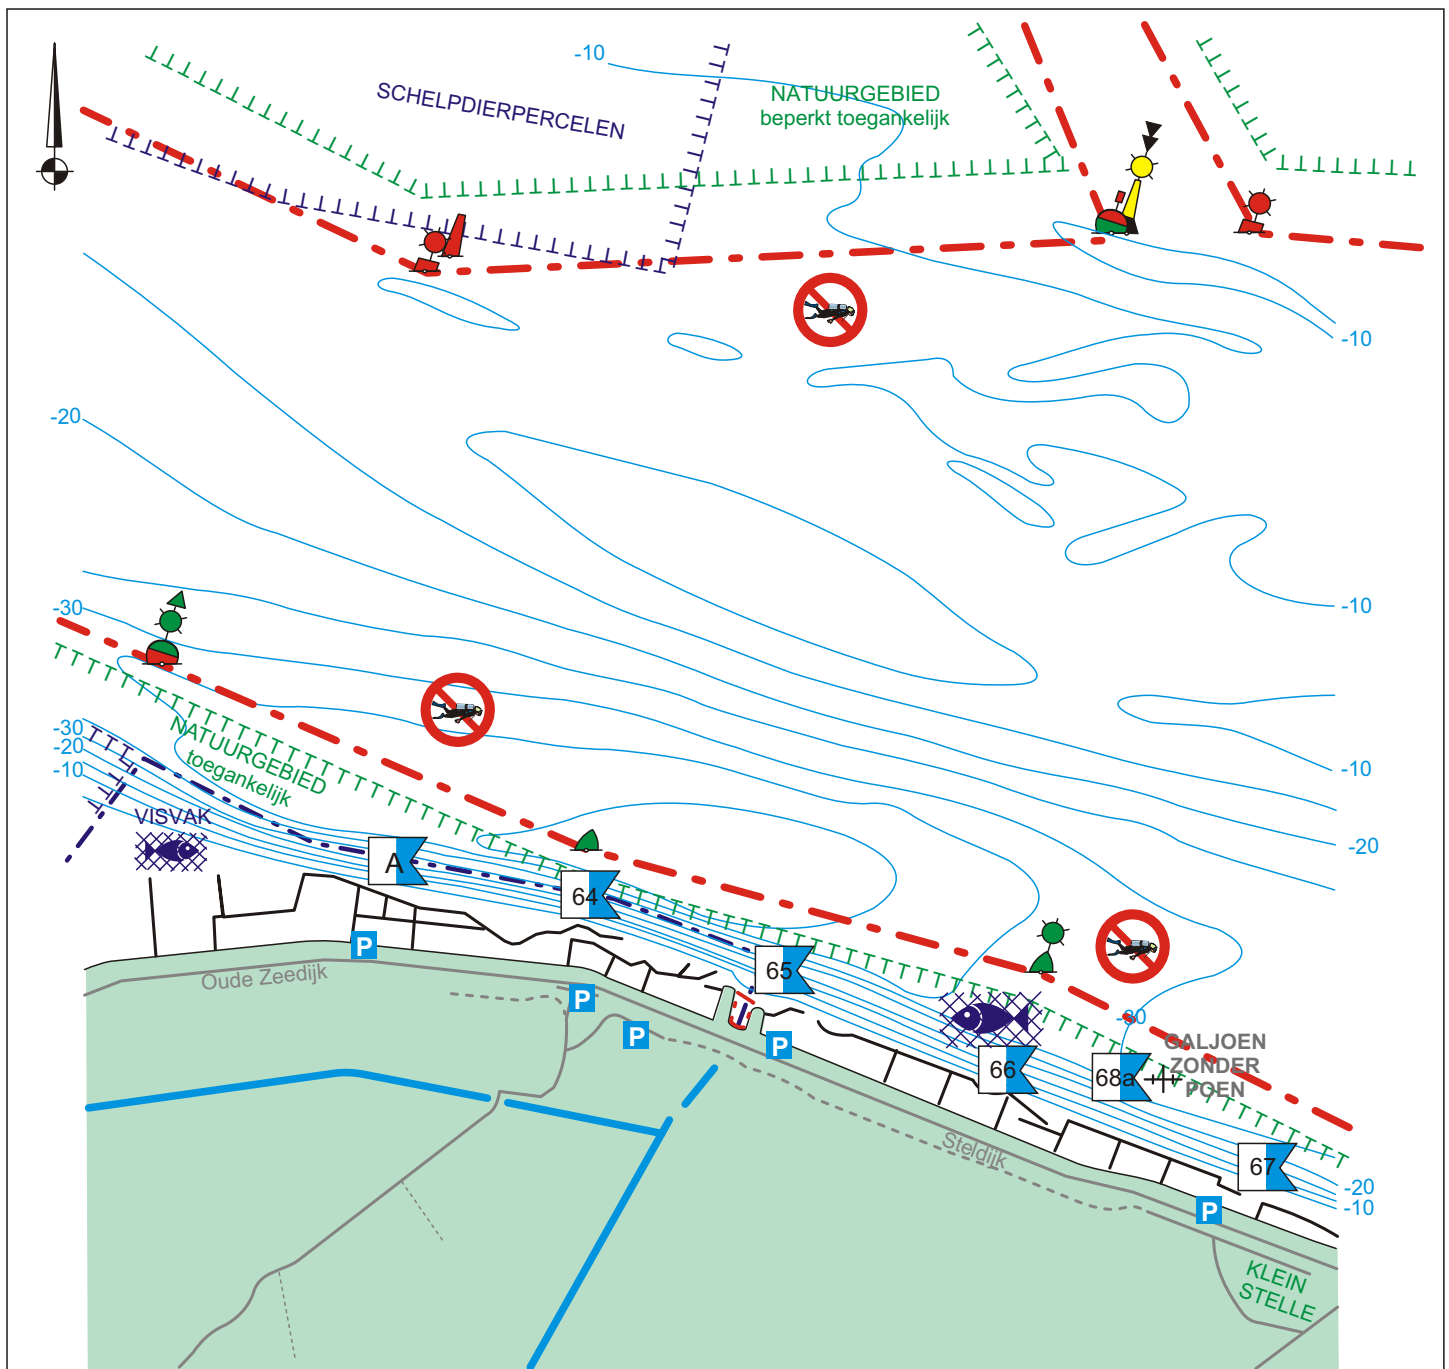 -10
SCHELPDIERPERCELEN
NATUURGEBIED
beperkt toegankelijk
-10
-20
-10
-30
NATUURGEBIED
toegankelijk
-30
-20
-10
-10
VISVAK
-20
A
64
65
P
Oude Zeedijk
P
P
P
-30
GALJOEN
ZONDER
POEN
66
68a
Steldijk
67
-20
-10
P
KLEIN
STELLE